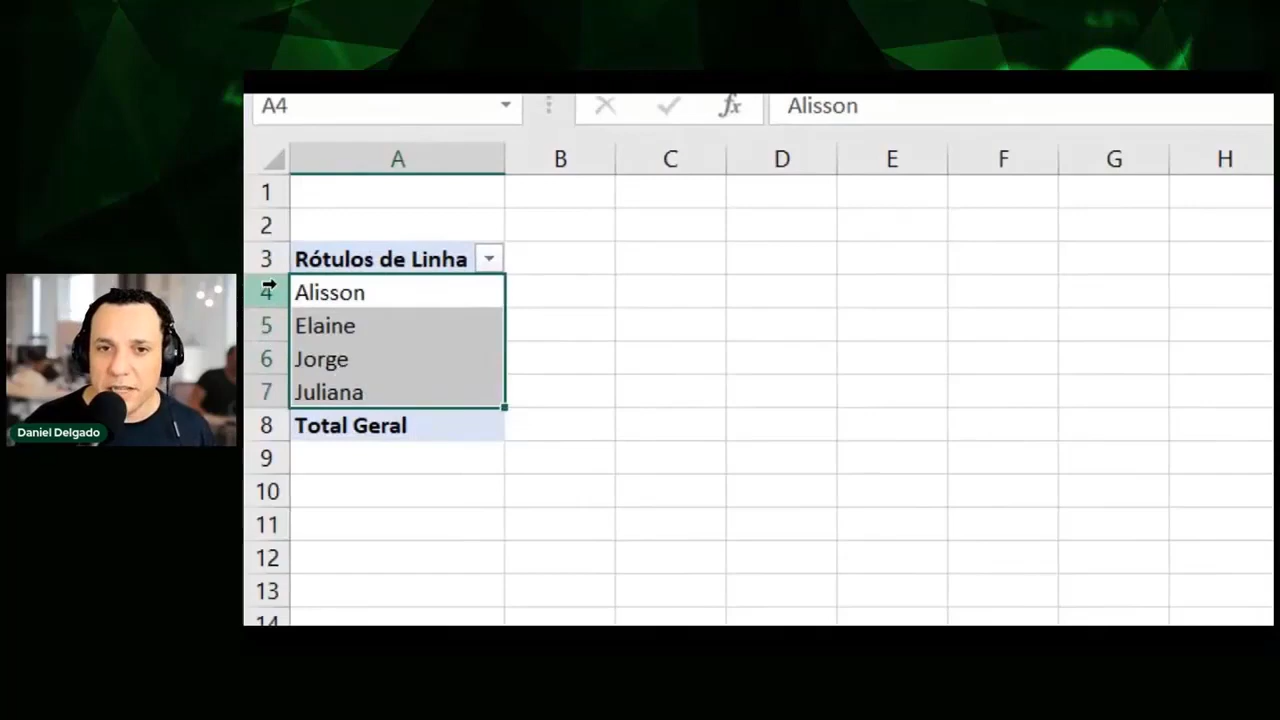 A4 fx Alisson
A B C D E F G H
1
2
3 Rótulos de Linha
4 Alisson
5 Elaine
6 Jorge
7 Juliana
8 Total Geral
9
10
11
12
13
14
Daniel Delgado